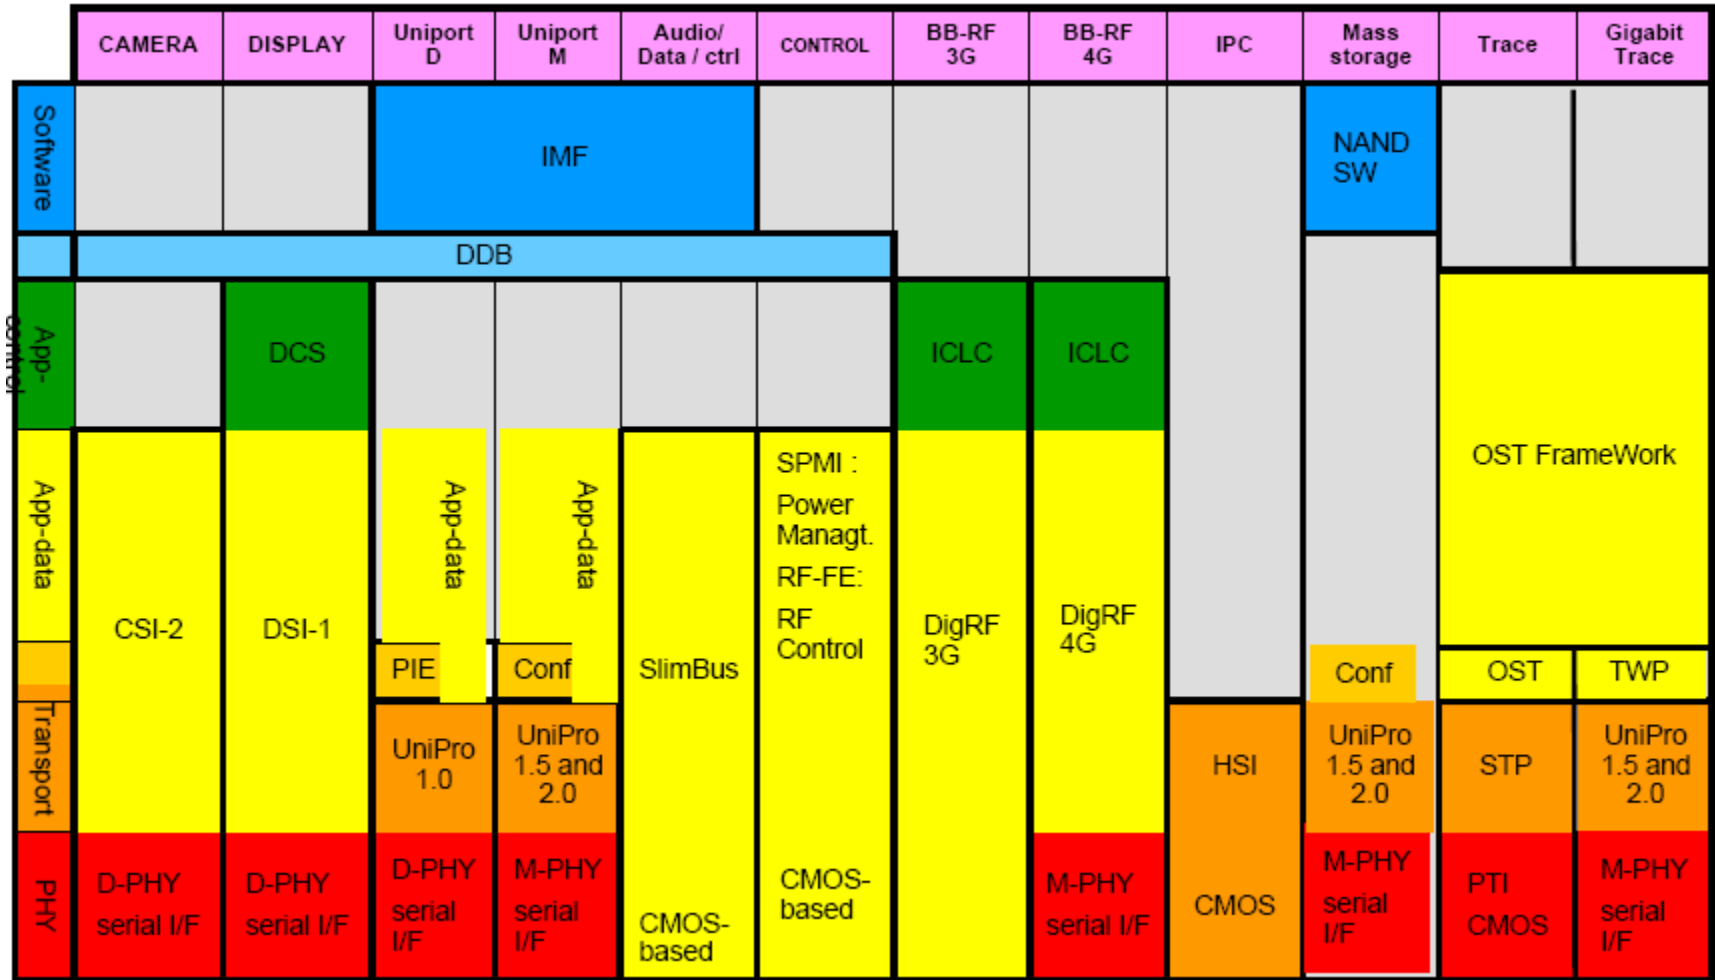 CAMERA
DISPLAY
Uniport
D
Uniport
M
Audio/
Data / ctrl
CONTROL
BB-RF
3G
BB-RF
4G
IPC
Mass
storage
Trace
Gigabit
Trace
Software
IMF
NAND
SW
DDB
App-
control
DCS
ICLC
ICLC
OST FrameWork
App-data
CSI-2
DSI-1
App-data
App-data
SlimBus
SPMI :
Power
Managt.
RF-FE:
RF
Control
DigRF
3G
DigRF
4G
PIE
Conf
Conf
OST
TWP
Transport
UniPro
1.0
UniPro
1.5 and
2.0
HSI
UniPro
1.5 and
2.0
STP
UniPro
1.5 and
2.0
PHY
D-PHY
serial I/F
D-PHY
serial I/F
D-PHY
serial
I/F
M-PHY
serial
I/F
CMOS-
based
CMOS-
based
M-PHY
serial I/F
CMOS
M-PHY
serial
I/F
PTI
CMOS
M-PHY
serial
I/F